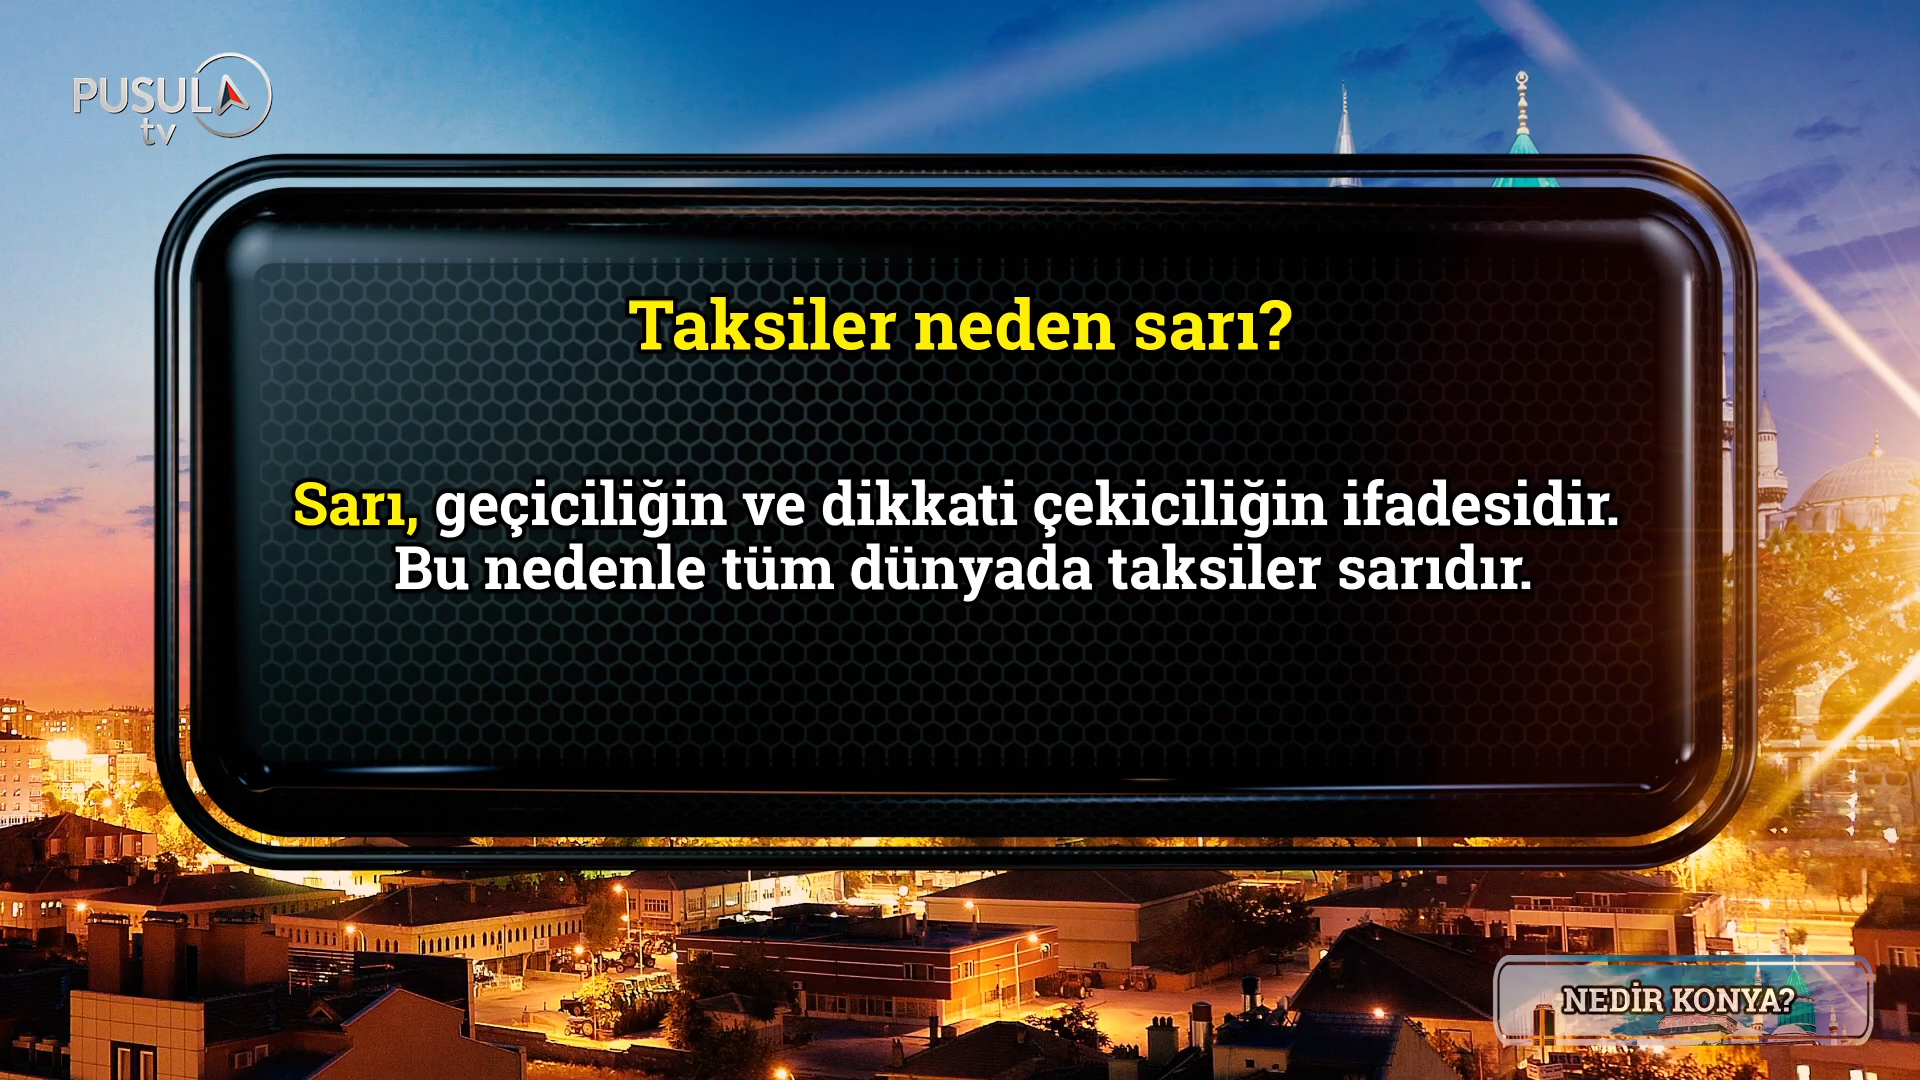 PUSULA
tv
Taksiler neden sarı?
Sarı, geçiciliğin ve dikkati çekiciliğin ifadesidir.
Bu nedenle tüm dünyada taksiler sarıdır.
NEDİR KONYA?
usta